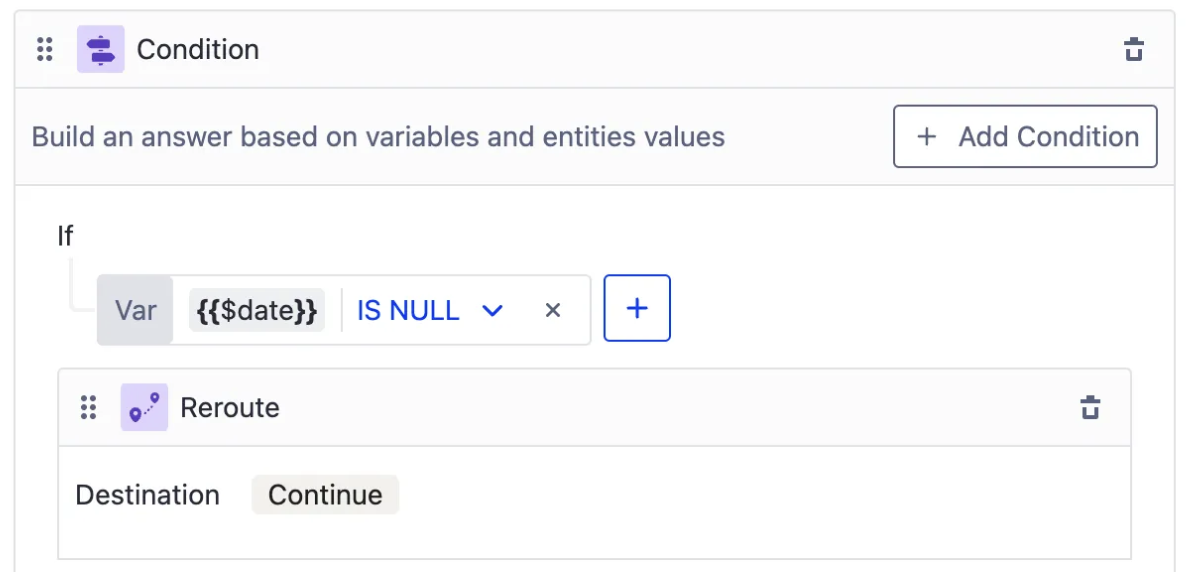 Condition
Build an answer based on variables and entities values
+ Add Condition
If
Var {{$date}} IS NULL × +
Reroute
Destination Continue